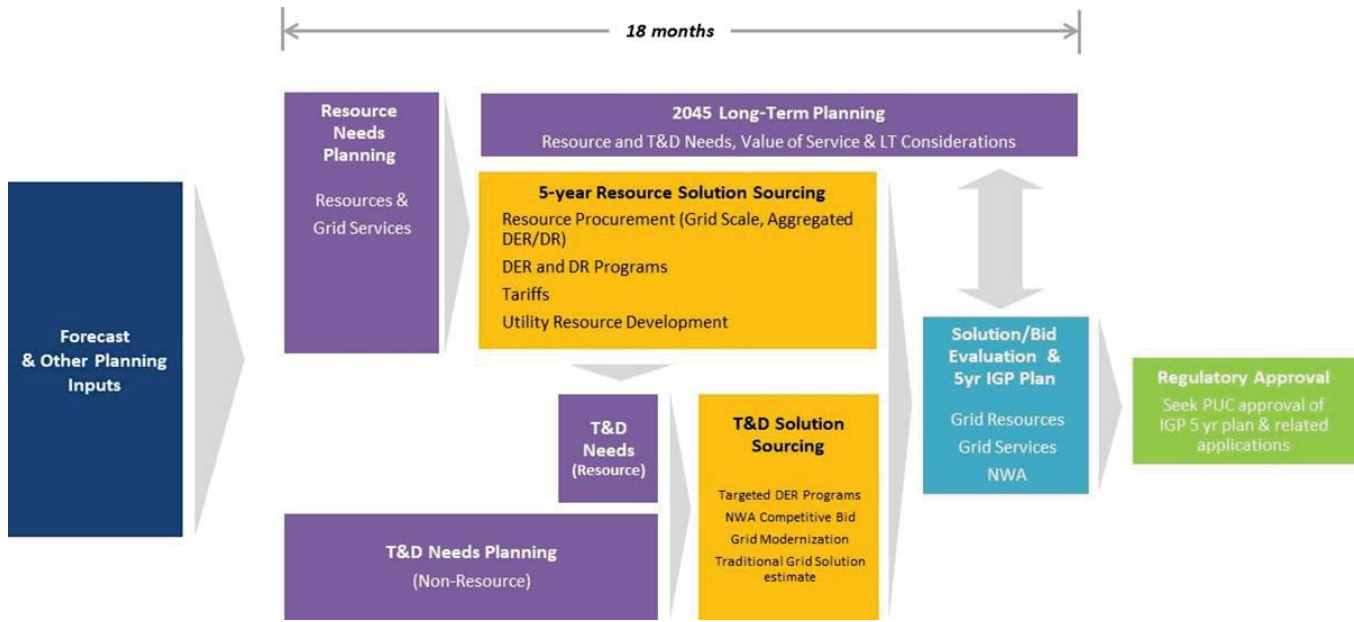 18 months
Resource
Needs
Planning
Resources &
Grid Services
2045 Long-Term Planning
Resource and T&D Needs, Value of Service & LT Considerations
5-year Resource Solution Sourcing
Resource Procurement (Grid Scale, Aggregated
DER/DR)
DER and DR Programs
Tariffs
Utility Resource Development
Forecast
& Other Planning
Inputs
T&D
Needs
(Resource)
T&D Solution
Sourcing
Targeted DER Programs
NWA Competitive Bid
Grid Modernization
Traditional Grid Solution
estimate
T&D Needs Planning
(Non-Resource)
Solution/Bid
Evaluation &
5yr IGP Plan
Grid Resources
Grid Services
NWA
Regulatory Approval
Seek PUC approval of
IGP 5 yr plan & related
applications